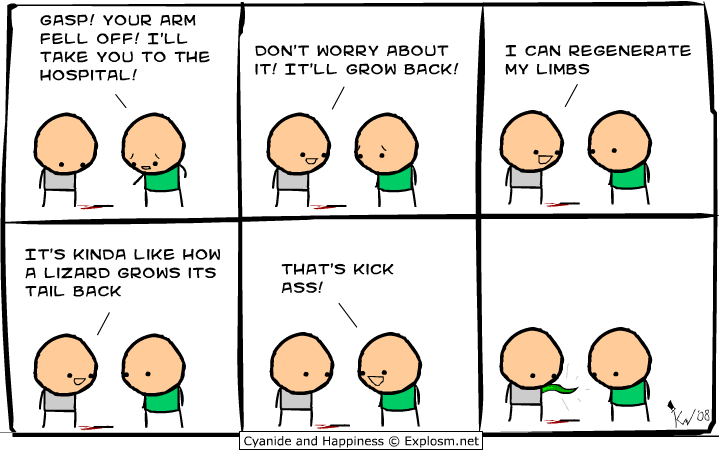 GASP! YOUR ARM
FELL OFF! I'LL
TAKE YOU TO THE
HOSPITAL!
DON'T WORRY ABOUT
IT! IT'LL GROW BACK!
I CAN REGENERATE
MY LIMBS
IT'S KINDA LIKE HOW
A LIZARD GROWS ITS
TAIL BACK
THAT'S KICK
ASS!
KW '08
Cyanide and Happiness © Explosm.net